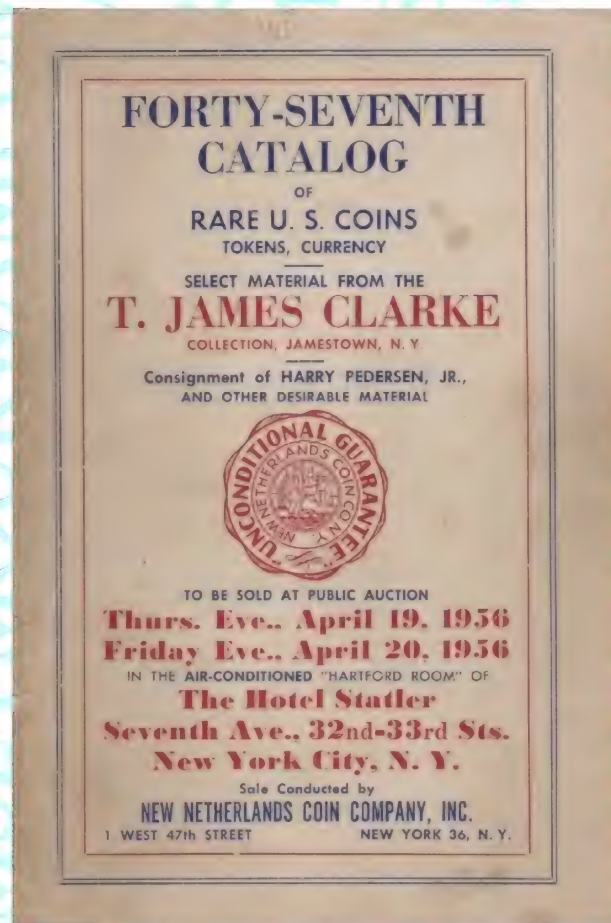 FORTY-SEVENTH
CATALOG
OF
RARE U. S. COINS
TOKENS, CURRENCY
SELECT MATERIAL FROM THE
T. JAMES CLARKE
COLLECTION, JAMESTOWN, N. Y.
Consignment of HARRY PEDERSEN, JR.,
AND OTHER DESIRABLE MATERIAL
"UNCONDITIONAL GUARANTEE"
NEW NETHERLANDS COIN CO. N.Y.
TO BE SOLD AT PUBLIC AUCTION
Thurs. Eve., April 19, 1956
Friday Eve., April 20, 1956
IN THE AIR-CONDITIONED "HARTFORD ROOM" OF
The Hotel Statler
Seventh Ave., 32nd-33rd Sts.
New York City, N. Y.
Sale Conducted by
NEW NETHERLANDS COIN COMPANY, INC.
1 WEST 47th STREET NEW YORK 36, N. Y.